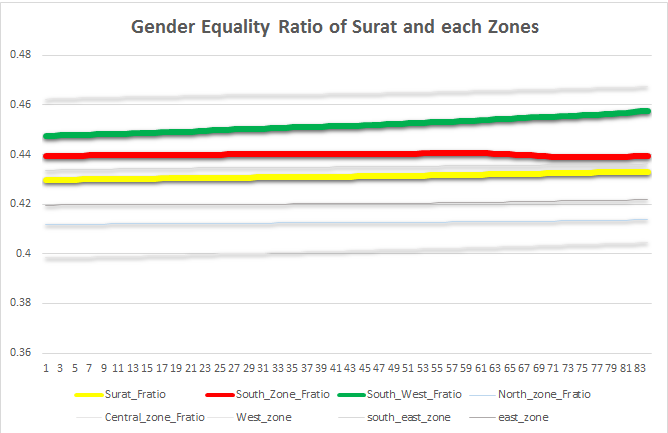 Gender Equality Ratio of Surat and each Zones
0.48
0.46
0.44
0.42
0.4
0.38
0.36
1 3 5 7 9 11 13 15 17 19 21 23 25 27 29 31 33 35 37 39 41 43 45 47 49 51 53 55 57 59 61 63 65 67 69 71 73 75 77 79 81 83
Surat_Fratio South_Zone_Fratio South_West_Fratio North_zone_Fratio
Central_zone_Fratio West_zone south_east_zone east_zone